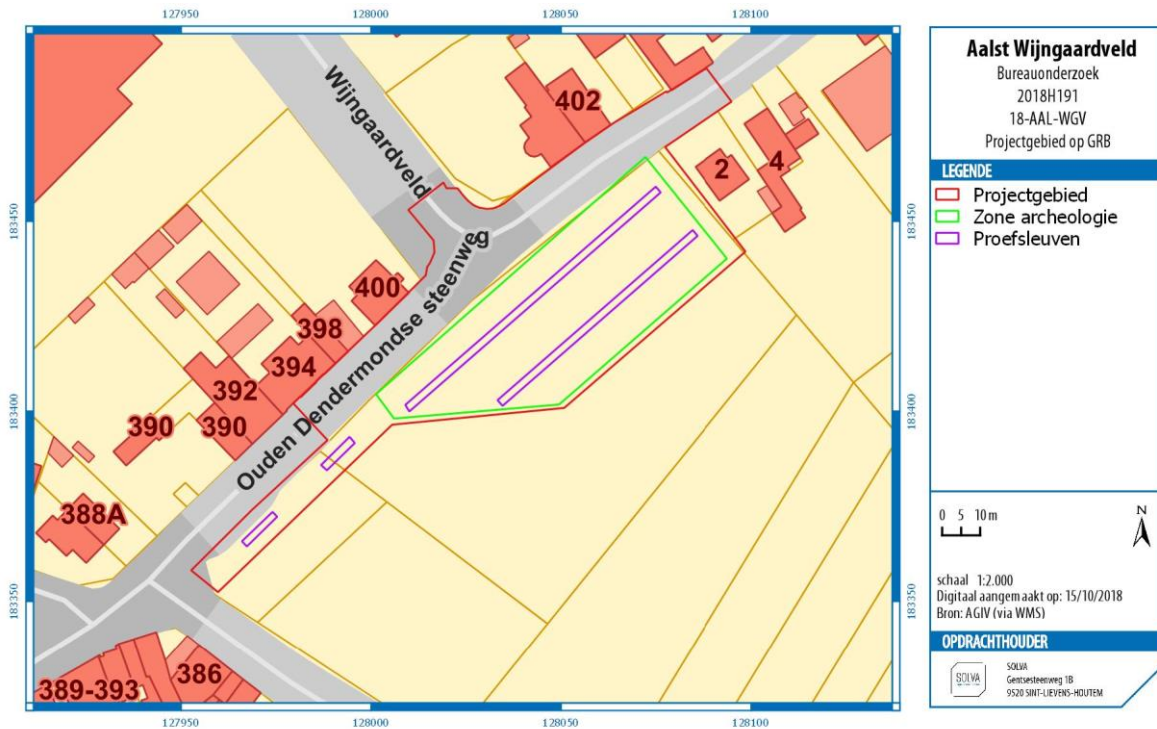 127950
128000
128050
128100
183450
183400
183350
183450
183400
183350
127950
128000
128050
128100
Wijngaardveld
Ouden Dendermondse steenweg
402
2
4
400
398
394
392
390
390
388A
386
389-393
Aalst Wijngaardveld
Bureauonderzoek
2018H191
18-AAL-WGV
Projectgebied op GRB
LEGENDE
Projectgebied
Zone archeologie
Proefsleuven
0 5 10 m
N
schaal 1:2.000
Digitaal aangemaakt op: 15/10/2018
Bron: AGIV (via WMS)
OPDRACHTHOUDER
SOLVA
SOLVA
Gentsesteenweg 1B
9520 SINT-LIEVENS-HOUTEM